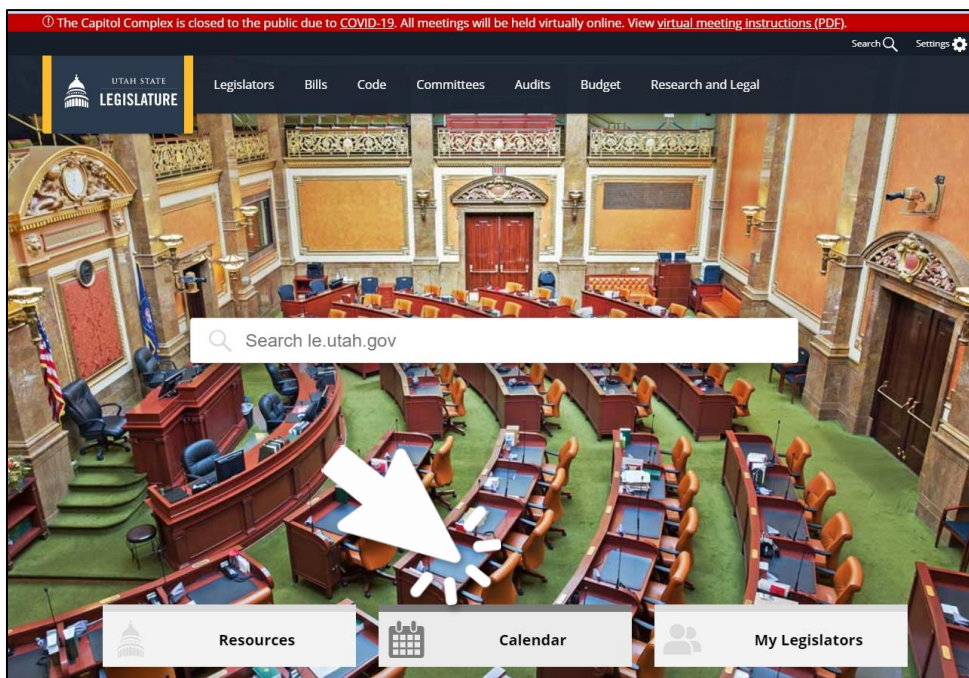 The Capitol Complex is closed to the public due to COVID-19. All meetings will be held virtually online. View virtual meeting instructions (PDF).
Search Settings
UTAH STATE
LEGISLATURE
Legislators Bills Code Committees Audits Budget Research and Legal
Search le.utah.gov
Resources Calendar My Legislators